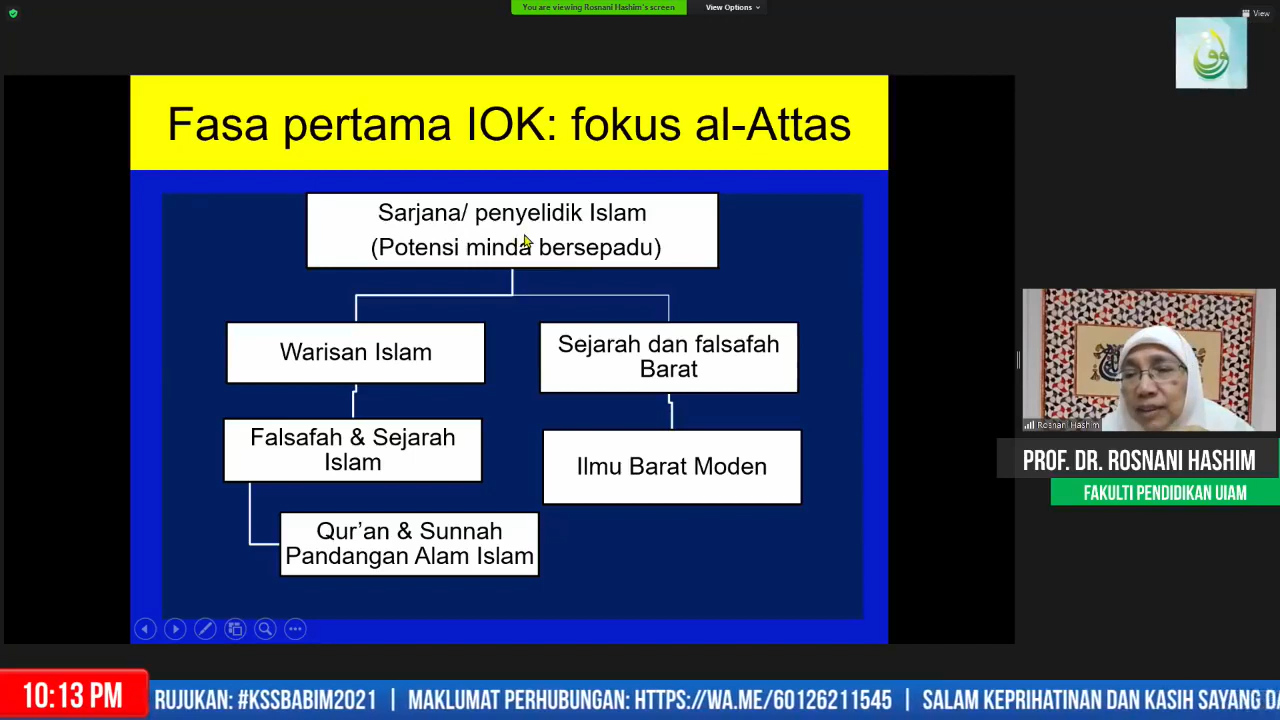 You are viewing Rosnani Hashim's screen
View Options
View
Fasa pertama IOK: fokus al-Attas
Sarjana/ penyelidik Islam
(Potensi minda bersepadu)
Warisan Islam
Sejarah dan falsafah
Barat
Falsafah & Sejarah
Islam
Ilmu Barat Moden
Qur’an & Sunnah
Pandangan Alam Islam
Rosnani Hashim
PROF. DR. ROSNANI HASHIM
FAKULTI PENDIDIKAN UIAM
10:13 PM
RUJUKAN: #KSSBABIM2021 | MAKLUMAT PERHUBUNGAN: HTTPS://WA.ME/60126211545 | SALAM KEPRIHATINAN DAN KASIH SAYANG